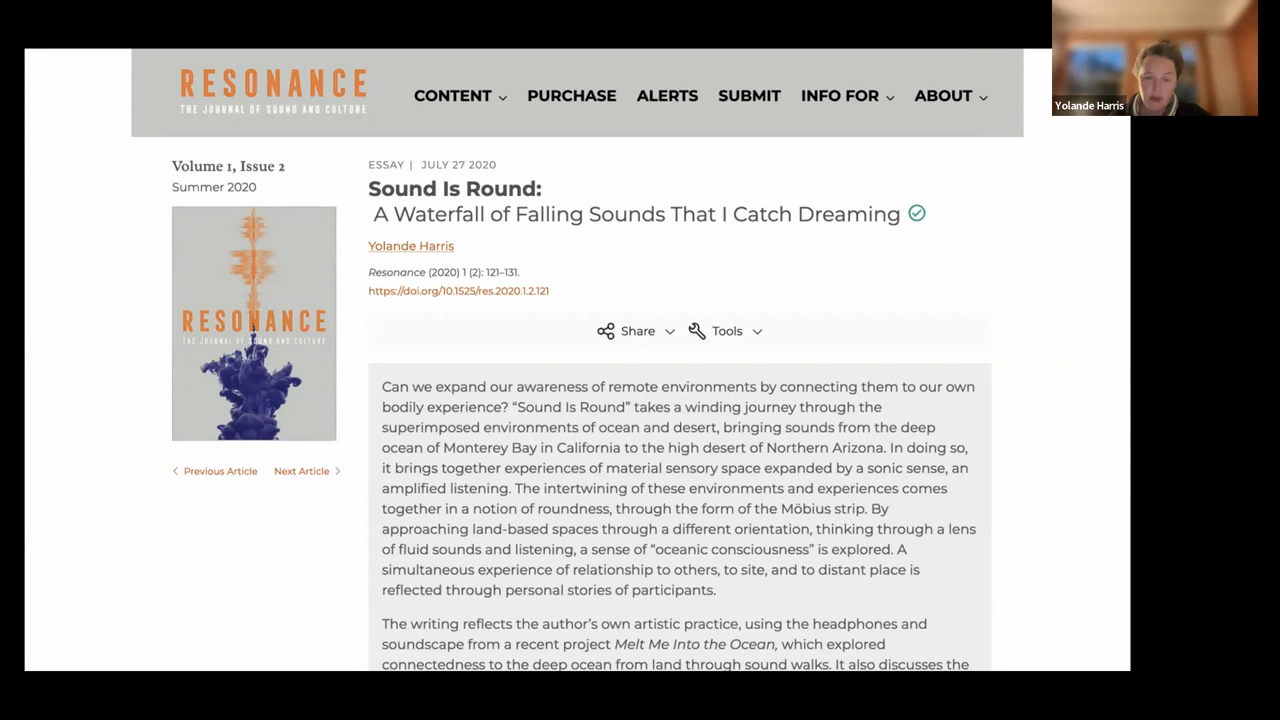 RESONANCE
THE JOURNAL OF SOUND AND CULTURE
CONTENT
PURCHASE
ALERTS
SUBMIT
INFO FOR
ABOUT
Yolande Harris
Volume 1, Issue 2
Summer 2020
RESONANCE
THE JOURNAL OF SOUND AND CULTURE
Previous Article
Next Article
ESSAY | JULY 27 2020
Sound Is Round:
A Waterfall of Falling Sounds That I Catch Dreaming
Yolande Harris
Resonance (2020) 1 (2): 121–131.
https://doi.org/10.1525/res.2020.1.2.121
Share
Tools
Can we expand our awareness of remote environments by connecting them to our own
bodily experience? “Sound Is Round” takes a winding journey through the
superimposed environments of ocean and desert, bringing sounds from the deep
ocean of Monterey Bay in California to the high desert of Northern Arizona. In doing so,
it brings together experiences of material sensory space expanded by a sonic sense, an
amplified listening. The intertwining of these environments and experiences comes
together in a notion of roundness, through the form of the Möbius strip. By
approaching land-based spaces through a different orientation, thinking through a lens
of fluid sounds and listening, a sense of “oceanic consciousness” is explored. A
simultaneous experience of relationship to others, to site, and to distant place is
reflected through personal stories of participants.
The writing reflects the author’s own artistic practice, using the headphones and
soundscape from a recent project Melt Me Into the Ocean, which explored
connectedness to the deep ocean from land through sound walks. It also discusses the